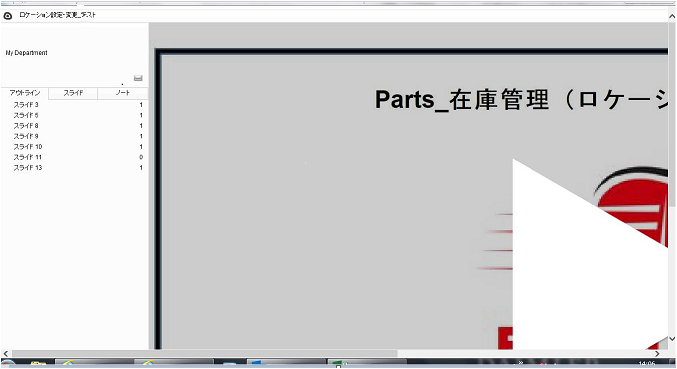 ロケーション設定・変更_テスト
My Department
アウトライン スライド ノート
スライド 3 1
スライド 5 1
スライド 8 1
スライド 9 1
スライド 10 1
スライド 11 0
スライド 13 1
Parts_在庫管理（ロケーシ
14:06